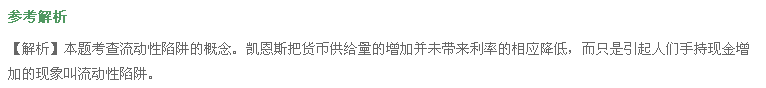 参考解析
【解析】本题考查流动性陷阱的概念。凯恩斯把货币供给量的增加并未带来利率的相应降低，而只是引起人们手持现金增
加的现象叫流动性陷阱。